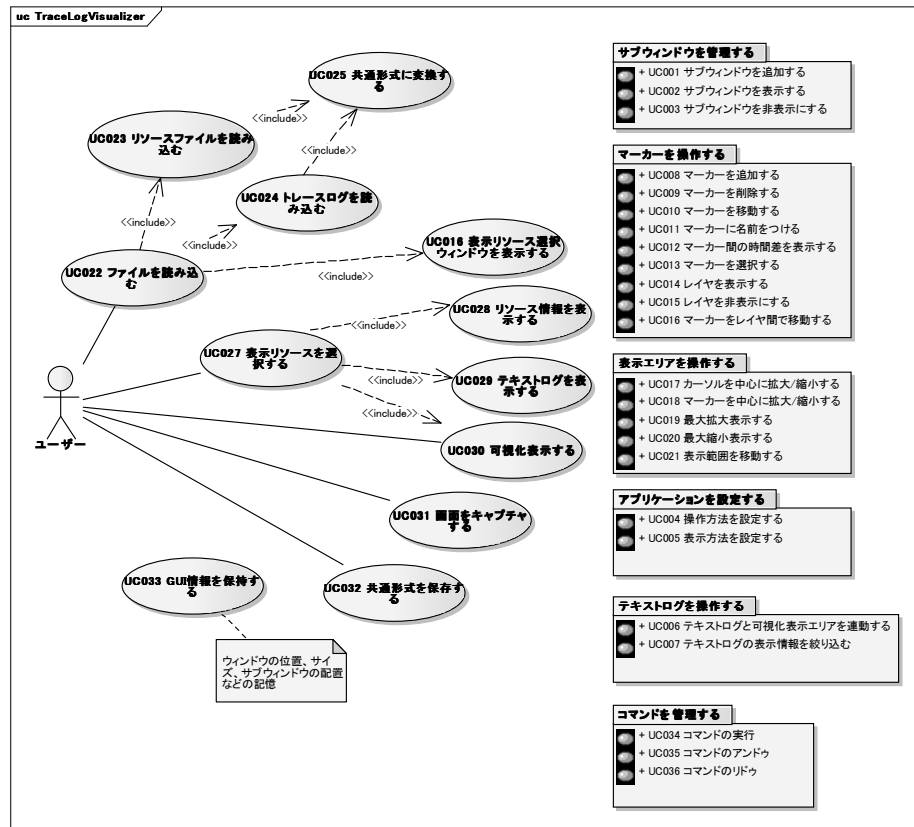 uc TraceLogVisualizer
UC025 共通形式に変換す
る
<<include>>
UC023 リソースファイルを読み
込む
<<include>>
UC024 トレースログを読
み込む
<<include>>
<<include>>
UC016 表示リソース選択
ウィンドウを表示する
UC022 ファイルを読み込
む
<<include>>
UC028 リソース情報を表
示する
<<include>>
UC027 表示リソースを選
択する
<<include>>
UC029 テキストログを表
示する
<<include>>
ユーザー
UC030 可視化表示する
UC031 画面をキャプチャ
する
UC033 GUI情報を保持す
る
UC032 共通形式を保存す
る
ウィンドウの位置、サイ
ズ、サブウィンドウの配置
などの記憶
サブウィンドウを管理する
+ UC001 サブウィンドウを追加する
+ UC002 サブウィンドウを表示する
+ UC003 サブウィンドウを非表示にする
マーカーを操作する
+ UC008 マーカーを追加する
+ UC009 マーカーを削除する
+ UC010 マーカーを移動する
+ UC011 マーカーに名前をつける
+ UC012 マーカー間の時間差を表示する
+ UC013 マーカーを選択する
+ UC014 レイヤを表示する
+ UC015 レイヤを非表示にする
+ UC016 マーカーをレイヤ間で移動する
表示エリアを操作する
+ UC017 カーソルを中心に拡大/縮小する
+ UC018 マーカーを中心に拡大/縮小する
+ UC019 最大拡大表示する
+ UC020 最大縮小表示する
+ UC021 表示範囲を移動する
アプリケーションを設定する
+ UC004 操作方法を設定する
+ UC005 表示方法を設定する
テキストログを操作する
+ UC006 テキストログと可視化表示エリアを連動する
+ UC007 テキストログの表示情報を絞り込む
コマンドを管理する
+ UC034 コマンドの実行
+ UC035 コマンドのアンドゥ
+ UC036 コマンドのリドゥ